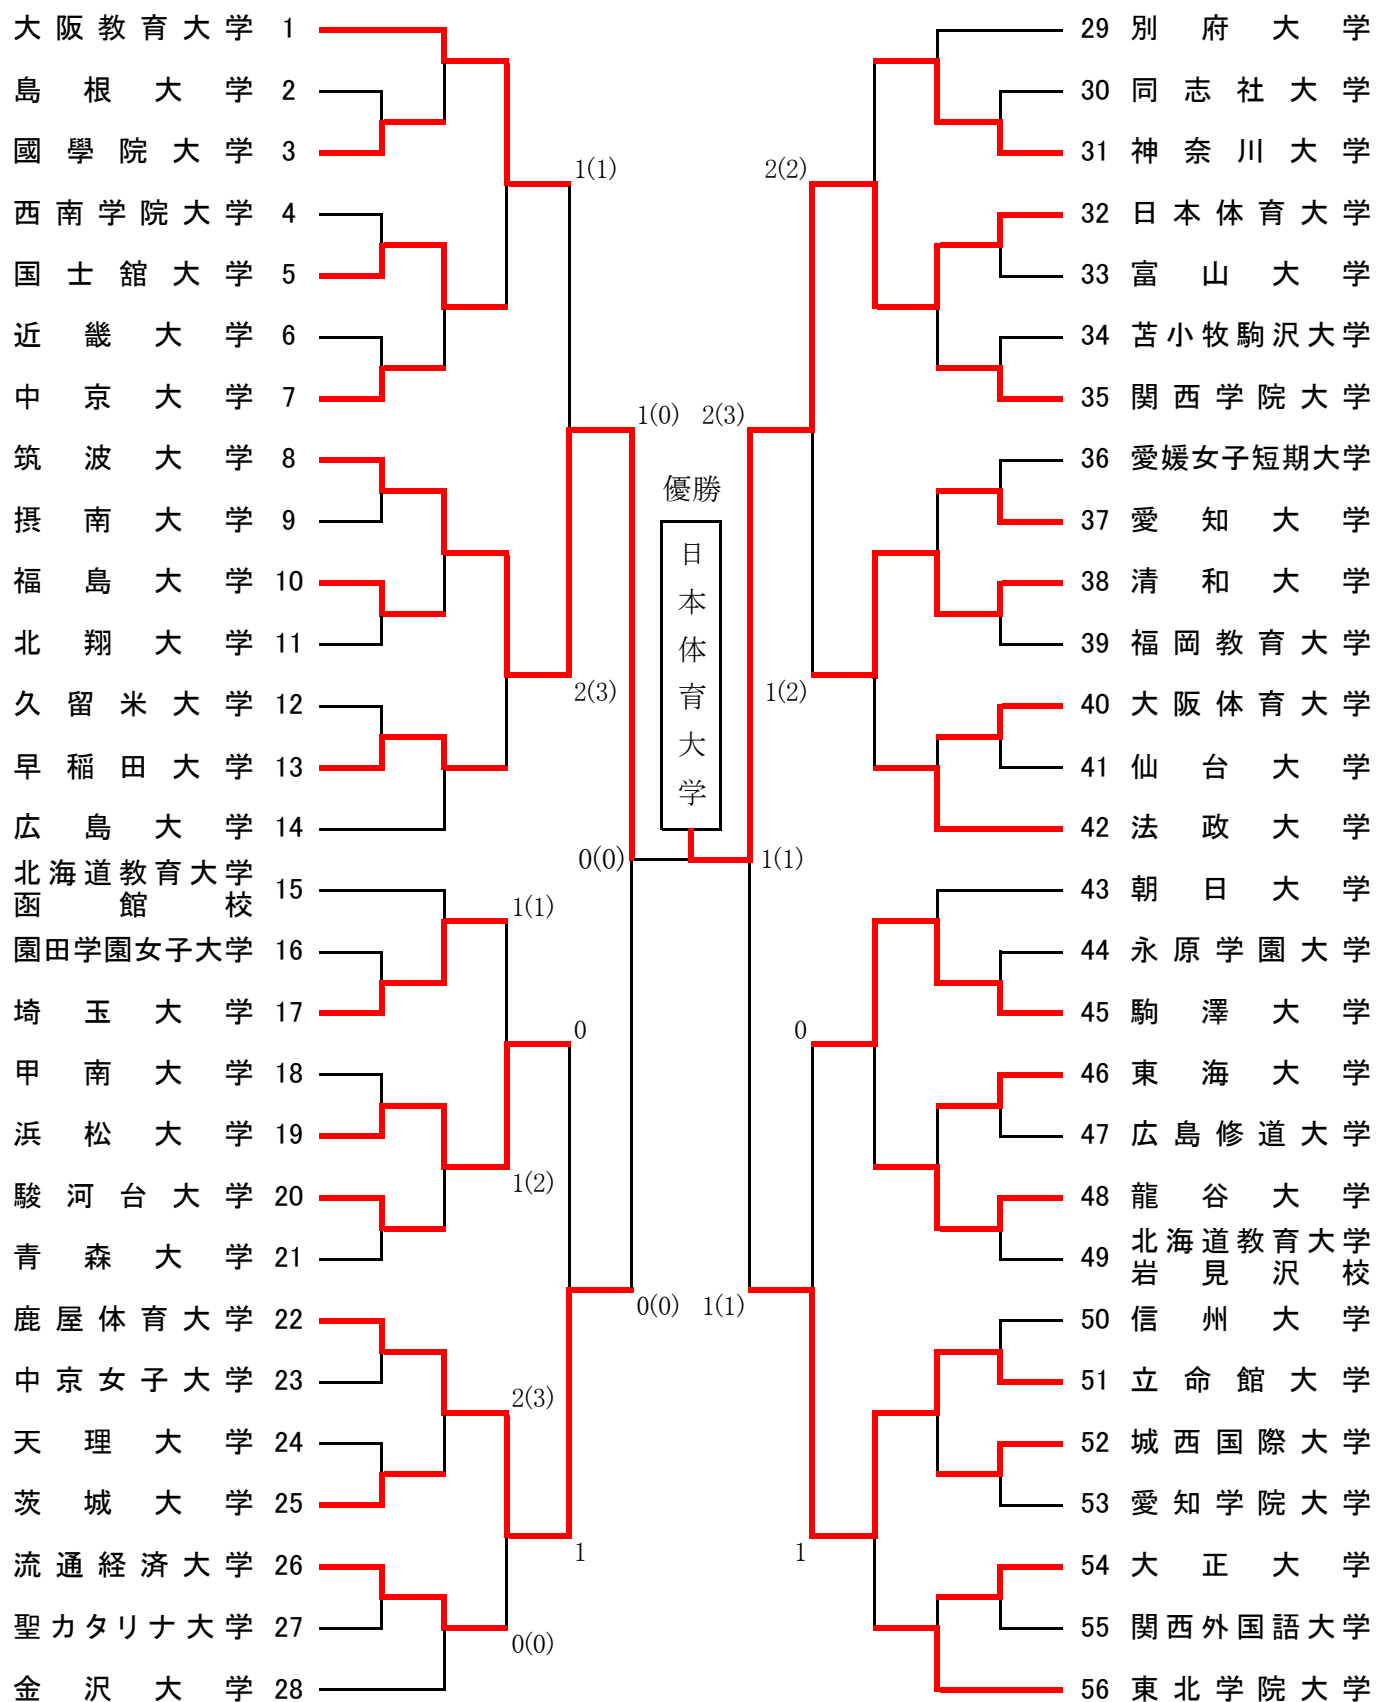 大阪教育大学 1
島根大学 2
國學院大学 3
西南学院大学 4
国士舘大学 5
近畿大学 6
中京大学 7
筑波大学 8
摂南大学 9
福島大学 10
北翔大学 11
久留米大学 12
早稲田大学 13
広島大学 14
北海道教育大学
函館校 15
園田学園女子大学 16
埼玉大学 17
甲南大学 18
浜松大学 19
駿河台大学 20
青森大学 21
鹿屋体育大学 22
中京女子大学 23
天理大学 24
茨城大学 25
流通経済大学 26
聖カタリナ大学 27
金沢大学 28
1(1)
2(3)
1(0)
1(1)
1(2)
0
2(3)
0(0)
1
0(0)
0(0)
優勝
日本体育大学
2(2)
2(3)
1(2)
1(1)
0
1(1)
1
29 別府大学
30 同志社大学
31 神奈川大学
32 日本体育大学
33 富山大学
34 苫小牧駒沢大学
35 関西学院大学
36 愛媛女子短期大学
37 愛知大学
38 清和大学
39 福岡教育大学
40 大阪体育大学
41 仙台大学
42 法政大学
43 朝日大学
44 永原学園大学
45 駒澤大学
46 東海大学
47 広島修道大学
48 龍谷大学
49 北海道教育大学
岩見沢校
50 信州大学
51 立命館大学
52 城西国際大学
53 愛知学院大学
54 大正大学
55 関西外国語大学
56 東北学院大学